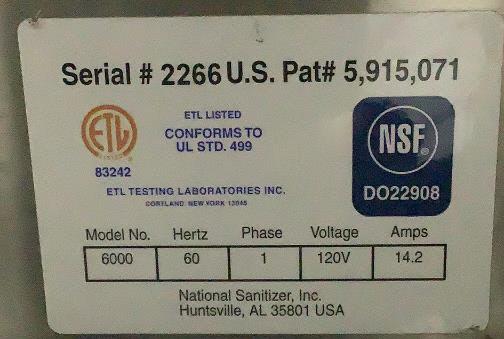 Serial # 2266 U.S. Pat# 5,915,071
ETL LISTED
CONFORMS TO
UL STD. 499
ETL
LISTED
83242
NSF®
DO22908
ETL TESTING LABORATORIES INC.
CORTLAND NEW YORK 13045
Model No. Hertz Phase Voltage Amps
6000 60 1 120V 14.2
National Sanitizer, Inc.
Huntsville, AL 35801 USA